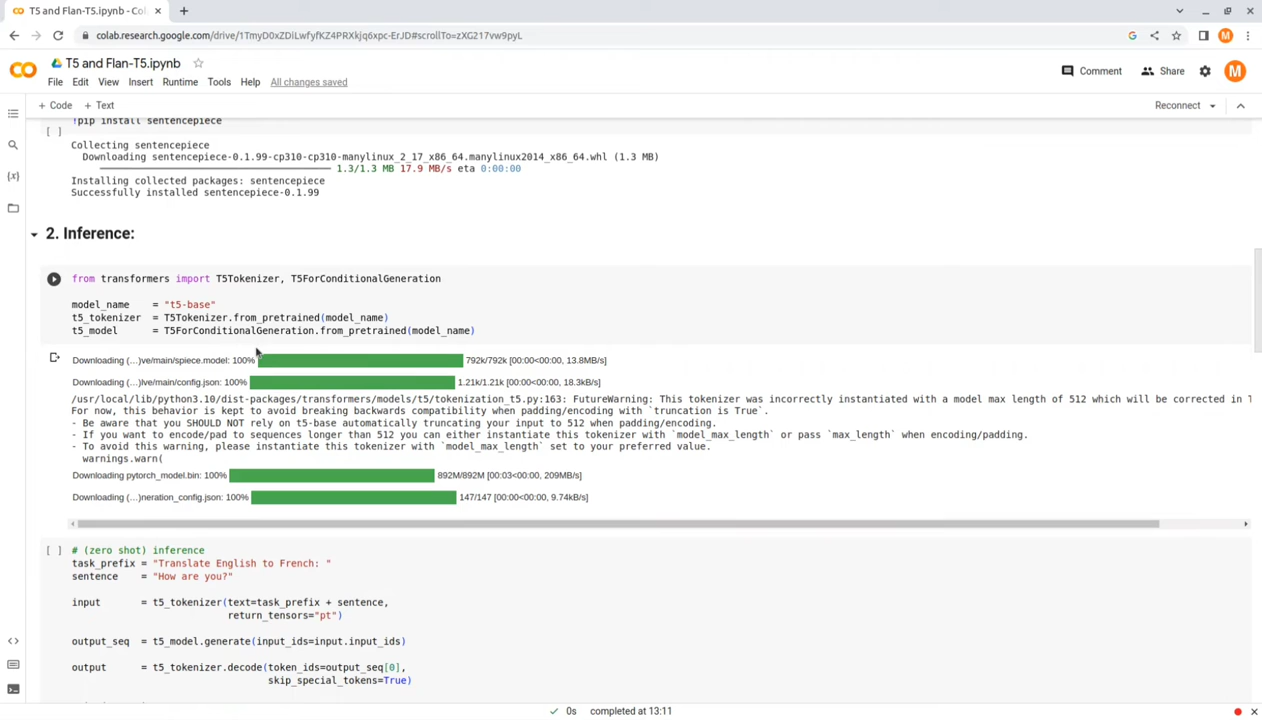 T5 and Flan-T5.ipynb - Col
colab.research.google.com/drive/1TmyD0xZDiLwfyfKZ4PRXkjq6xpc-ErJD#scrollTo=zXG217vw9pyL
M
T5 and Flan-T5.ipynb
File Edit View Insert Runtime Tools Help All changes saved
Comment Share M
+ Code + Text Reconnect
!pip install sentencepiece
[ ]
Collecting sentencepiece
Downloading sentencepiece-0.1.99-cp310-cp310-manylinux_2_17_x86_64.manylinux2014_x86_64.whl (1.3 MB)
1.3/1.3 MB 17.9 MB/s eta 0:00:00
Installing collected packages: sentencepiece
Successfully installed sentencepiece-0.1.99
2. Inference:
from transformers import T5Tokenizer, T5ForConditionalGeneration
model_name = "t5-base"
t5_tokenizer = T5Tokenizer.from_pretrained(model_name)
t5_model = T5ForConditionalGeneration.from_pretrained(model_name)
Downloading (…)ve/main/spiece.model: 100% 792k/792k [00:00<00:00, 13.8MB/s]
Downloading (…)lve/main/config.json: 100% 1.21k/1.21k [00:00<00:00, 18.3kB/s]
/usr/local/lib/python3.10/dist-packages/transformers/models/t5/tokenization_t5.py:163: FutureWarning: This tokenizer was incorrectly instantiated with a model max length of 512 which will be corrected in T
For now, this behavior is kept to avoid breaking backwards compatibility when padding/encoding with `truncation is True`.
- Be aware that you SHOULD NOT rely on t5-base automatically truncating your input to 512 when padding/encoding.
- If you want to encode/pad to sequences longer than 512 you can either instantiate this tokenizer with `model_max_length` or pass `max_length` when encoding/padding.
- To avoid this warning, please instantiate this tokenizer with `model_max_length` set to your preferred value.
warnings.warn(
Downloading pytorch_model.bin: 100% 892M/892M [00:03<00:00, 209MB/s]
Downloading (…)neration_config.json: 100% 147/147 [00:00<00:00, 9.74kB/s]
[ ] # (zero shot) inference
task_prefix = "Translate English to French: "
sentence = "How are you?"
input = t5_tokenizer(text=task_prefix + sentence,
return_tensors="pt")
output_seq = t5_model.generate(input_ids=input.input_ids)
output = t5_tokenizer.decode(token_ids=output_seq[0],
skip_special_tokens=True)
0s completed at 13:11